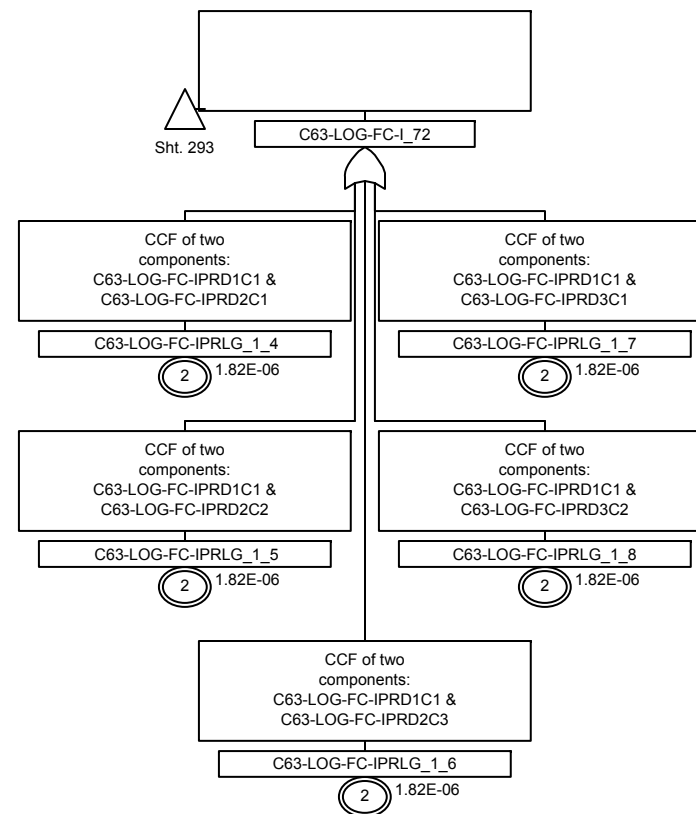 Sht. 293
C63-LOG-FC-I_72
CCF of two
components:
C63-LOG-FC-IPRD1C1 &
C63-LOG-FC-IPRD2C1
C63-LOG-FC-IPRLG_1_4
2
1.82E-06
CCF of two
components:
C63-LOG-FC-IPRD1C1 &
C63-LOG-FC-IPRD3C1
C63-LOG-FC-IPRLG_1_7
2
1.82E-06
CCF of two
components:
C63-LOG-FC-IPRD1C1 &
C63-LOG-FC-IPRD2C2
C63-LOG-FC-IPRLG_1_5
2
1.82E-06
CCF of two
components:
C63-LOG-FC-IPRD1C1 &
C63-LOG-FC-IPRD3C2
C63-LOG-FC-IPRLG_1_8
2
1.82E-06
CCF of two
components:
C63-LOG-FC-IPRD1C1 &
C63-LOG-FC-IPRD2C3
C63-LOG-FC-IPRLG_1_6
2
1.82E-06